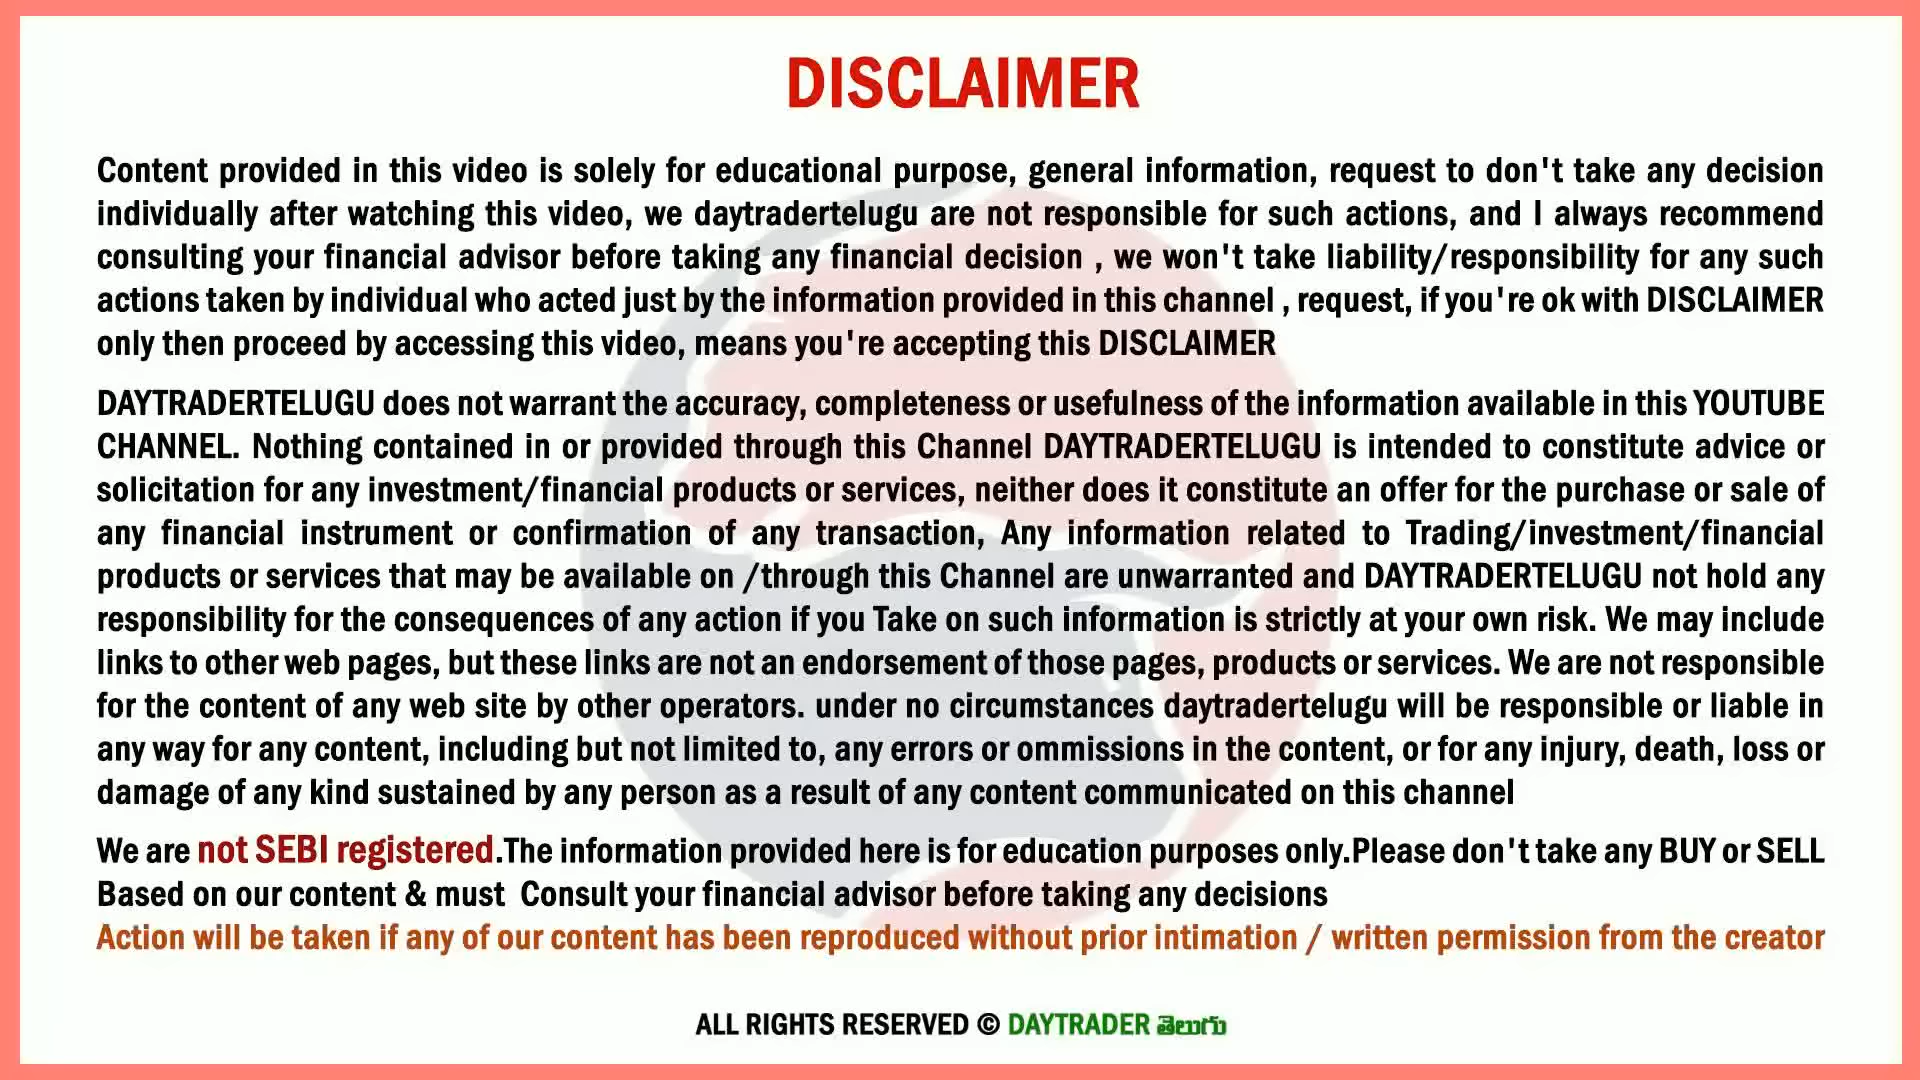 DISCLAIMER
Content provided in this video is solely for educational purpose, general information, request to don't take any decision
individually after watching this video, we daytradertelugu are not responsible for such actions, and I always recommend
consulting your financial advisor before taking any financial decision , we won't take liability/responsibility for any such
actions taken by individual who acted just by the information provided in this channel , request, if you're ok with DISCLAIMER
only then proceed by accessing this video, means you're accepting this DISCLAIMER
DAYTRADERTELUGU does not warrant the accuracy, completeness or usefulness of the information available in this YOUTUBE
CHANNEL. Nothing contained in or provided through this Channel DAYTRADERTELUGU is intended to constitute advice or
solicitation for any investment/financial products or services, neither does it constitute an offer for the purchase or sale of
any financial instrument or confirmation of any transaction, Any information related to Trading/investment/financial
products or services that may be available on /through this Channel are unwarranted and DAYTRADERTELUGU not hold any
responsibility for the consequences of any action if you Take on such information is strictly at your own risk. We may include
links to other web pages, but these links are not an endorsement of those pages, products or services. We are not responsible
for the content of any web site by other operators. under no circumstances daytradertelugu will be responsible or liable in
any way for any content, including but not limited to, any errors or ommissions in the content, or for any injury, death, loss or
damage of any kind sustained by any person as a result of any content communicated on this channel
We are not SEBI registered.The information provided here is for education purposes only.Please don't take any BUY or SELL
Based on our content & must Consult your financial advisor before taking any decisions
Action will be taken if any of our content has been reproduced without prior intimation / written permission from the creator
ALL RIGHTS RESERVED © DAYTRADER తెలుగు